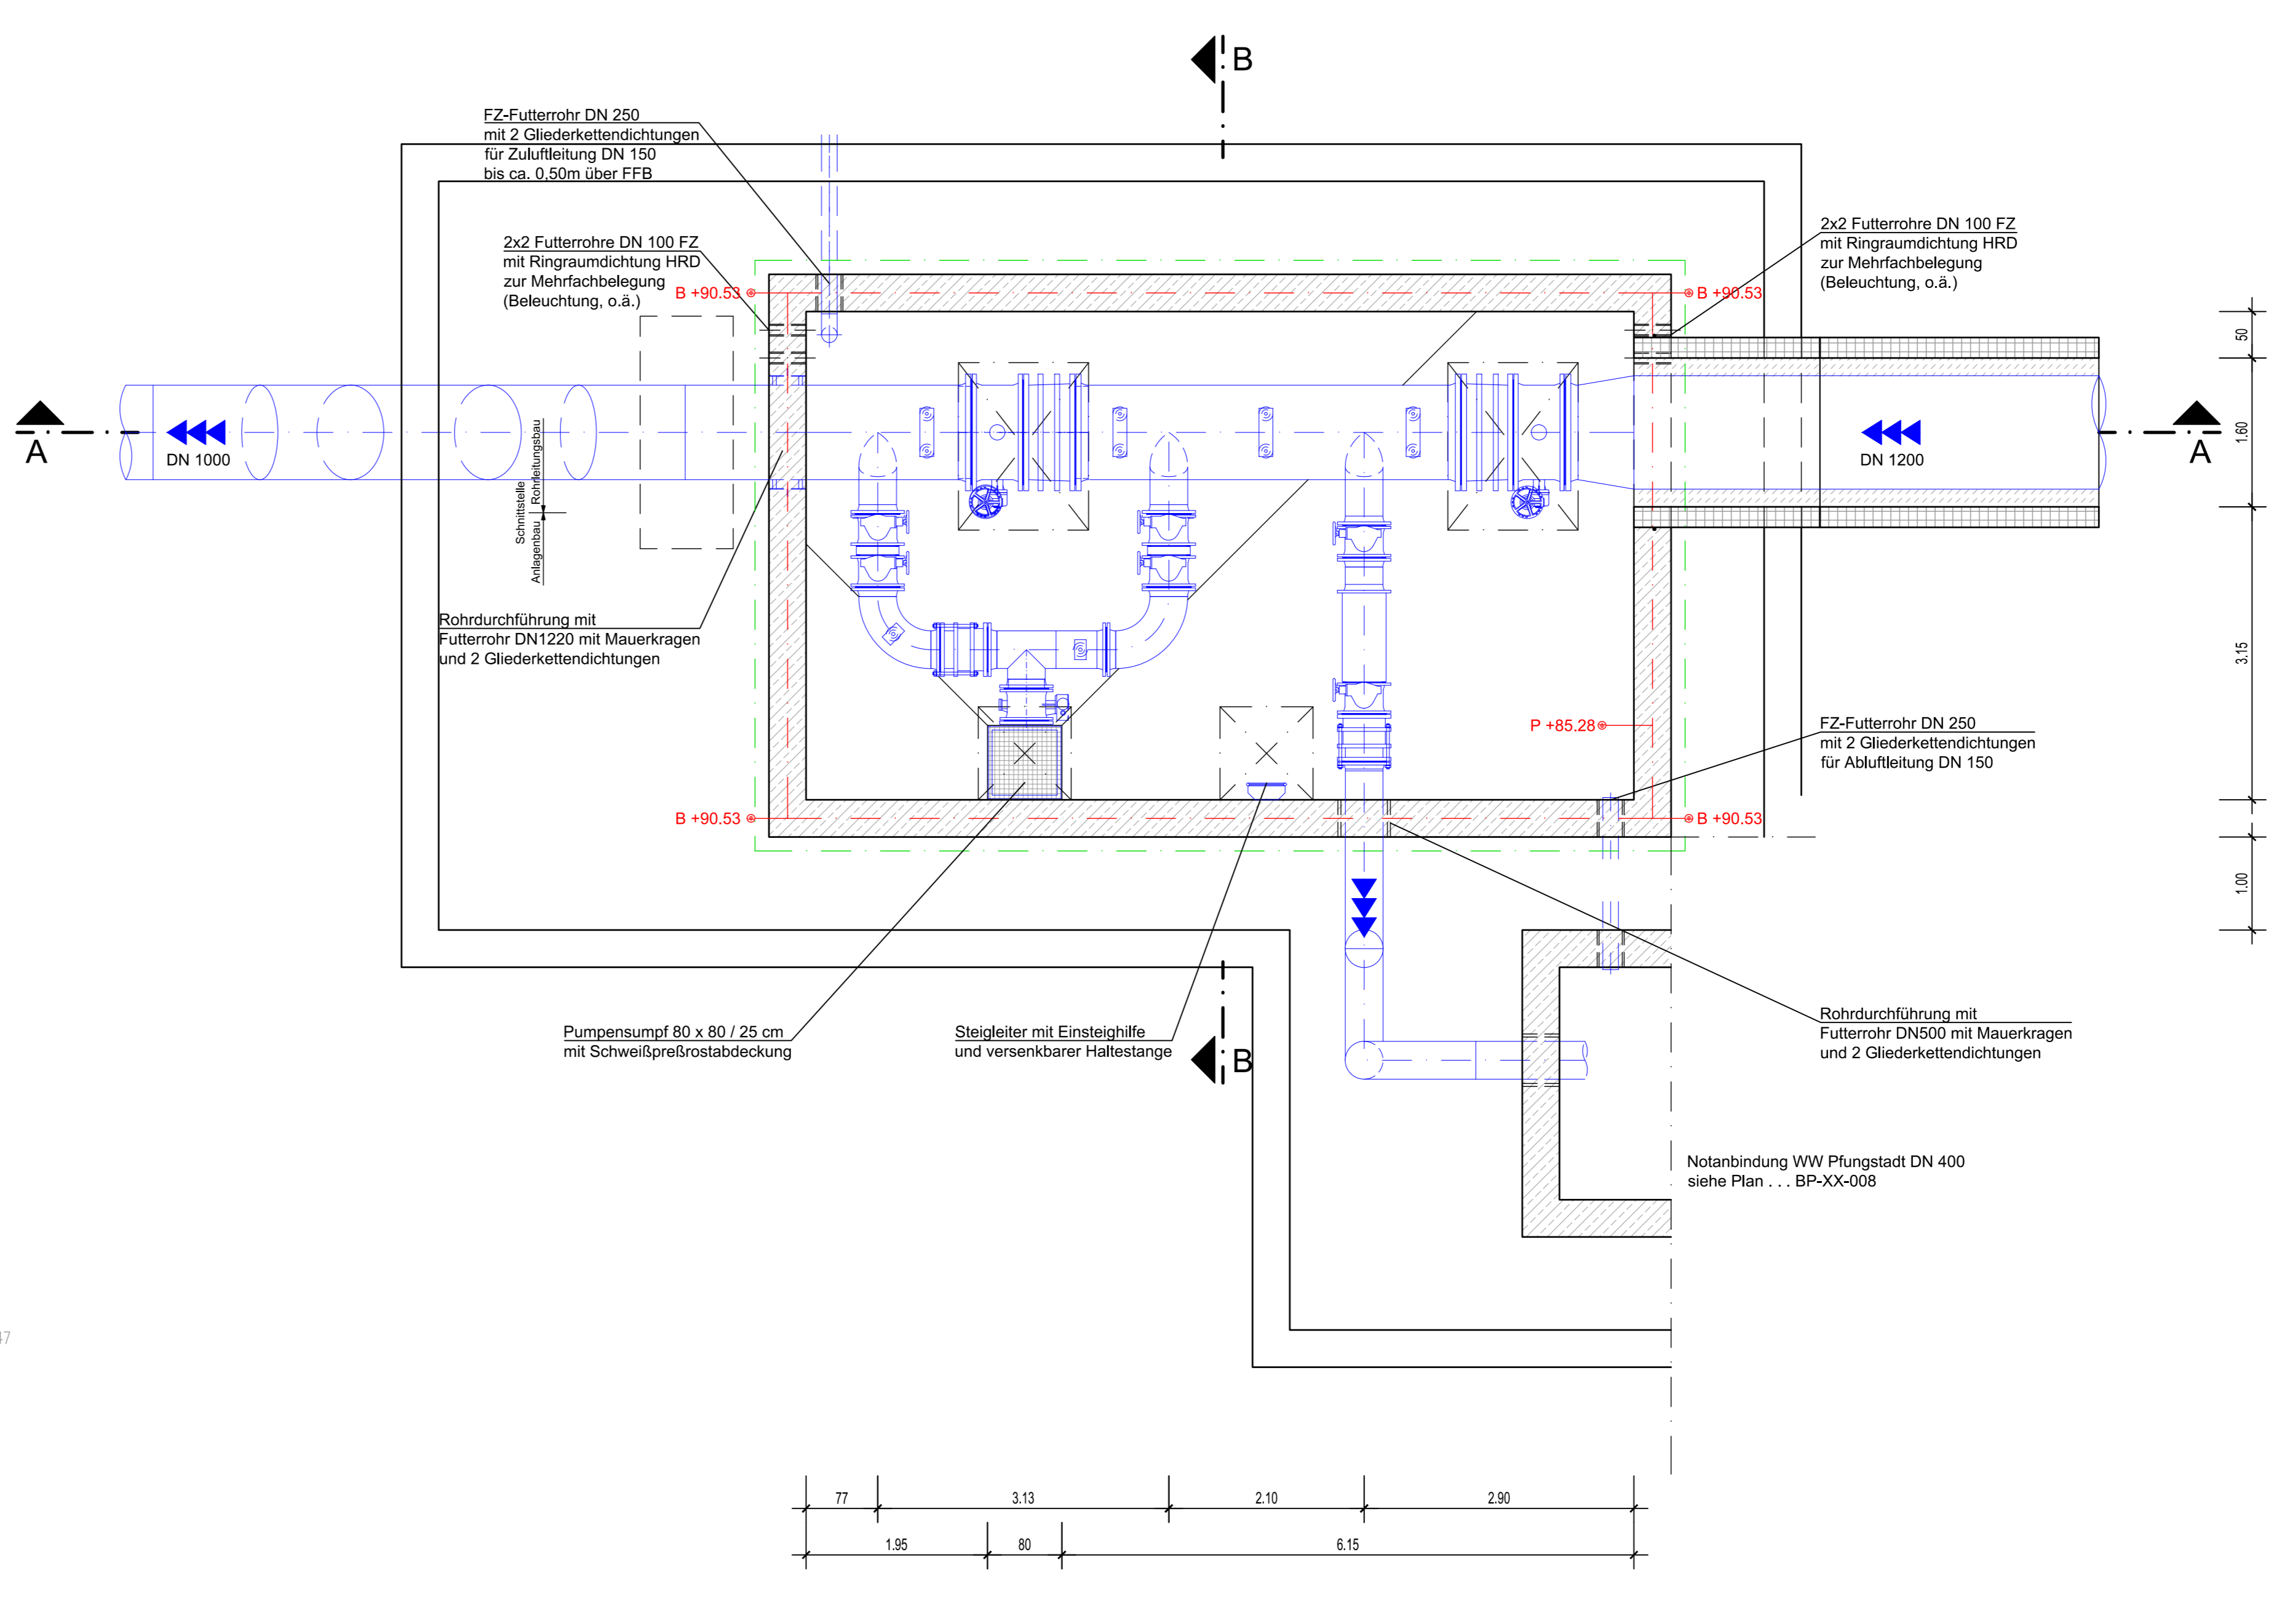 B
FZ-Futterrohr DN 250
mit 2 Gliederkettendichtungen
für Zuluftleitung DN 150
bis ca. 0,50m über FFB
2x2 Futterrohre DN 100 FZ
mit Ringraumdichtung HRD
zur Mehrfachbelegung
(Beleuchtung, o.ä.)
2x2 Futterrohre DN 100 FZ
mit Ringraumdichtung HRD
zur Mehrfachbelegung
(Beleuchtung, o.ä.)
B +90.53
B +90.53
50
1.60
3.15
1.00
A
DN 1000
Schnittstelle
Anlagenbau
Rohrleitungsbau
DN 1200
A
Rohrdurchführung mit
Futterrohr DN1220 mit Mauerkragen
und 2 Gliederkettendichtungen
P +85.28
FZ-Futterrohr DN 250
mit 2 Gliederkettendichtungen
für Abluftleitung DN 150
B +90.53
B +90.53
Pumpensumpf 80 x 80 / 25 cm
mit Schweißpreßrostabdeckung
Steigleiter mit Einsteighilfe
und versenkbarer Haltestange
B
Rohrdurchführung mit
Futterrohr DN500 mit Mauerkragen
und 2 Gliederkettendichtungen
Notanbindung WW Pfungstadt DN 400
siehe Plan . . . BP-XX-008
77 3.13 2.10 2.90
1.95 80 6.15